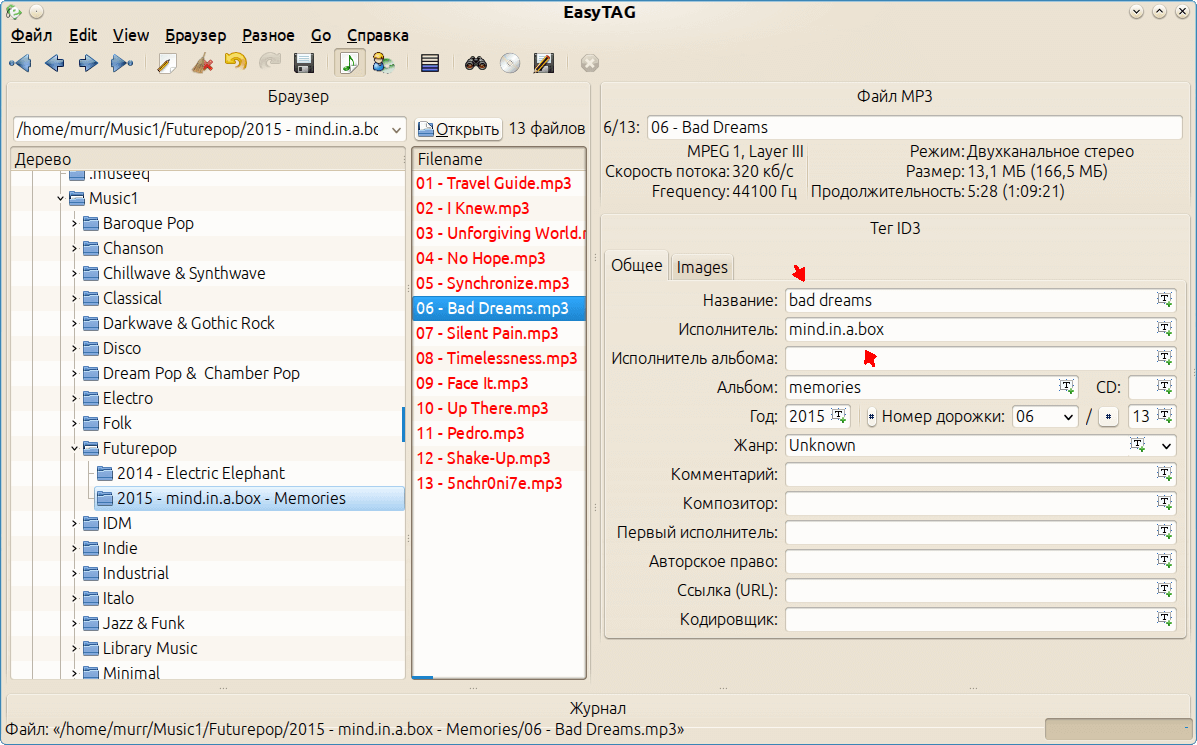 EasyTAG
Файл Edit View Браузер Разное Go Справка
Браузер
/home/murr/Music1/Futurepop/2015 - mind.in.a.bo Открыть 13 файлов
Дерево
.museeq
Music1
Baroque Pop
Chanson
Chillwave & Synthwave
Classical
Darkwave & Gothic Rock
Disco
Dream Pop & Chamber Pop
Electro
Folk
Futurepop
2014 - Electric Elephant
2015 - mind.in.a.box - Memories
IDM
Indie
Industrial
Italo
Jazz & Funk
Library Music
Minimal
Filename
01 - Travel Guide.mp3
02 - I Knew.mp3
03 - Unforgiving World.m
04 - No Hope.mp3
05 - Synchronize.mp3
06 - Bad Dreams.mp3
07 - Silent Pain.mp3
08 - Timelessness.mp3
09 - Face It.mp3
10 - Up There.mp3
11 - Pedro.mp3
12 - Shake-Up.mp3
13 - 5nchr0ni7e.mp3
Файл MP3
6/13: 06 - Bad Dreams
MPEG 1, Layer III Режим: Двухканальное стерео
Скорость потока: 320 кб/с Размер: 13,1 МБ (166,5 МБ)
Frequency: 44100 Гц Продолжительность: 5:28 (1:09:21)
Тег ID3
Общее Images
Название: bad dreams
Исполнитель: mind.in.a.box
Исполнитель альбома:
Альбом: memories CD:
Год: 2015 # Номер дорожки: 06 / # 13
Жанр: Unknown
Комментарий:
Композитор:
Первый исполнитель:
Авторское право:
Ссылка (URL):
Кодировщик:
Журнал
Файл: «/home/murr/Music1/Futurepop/2015 - mind.in.a.box - Memories/06 - Bad Dreams.mp3»